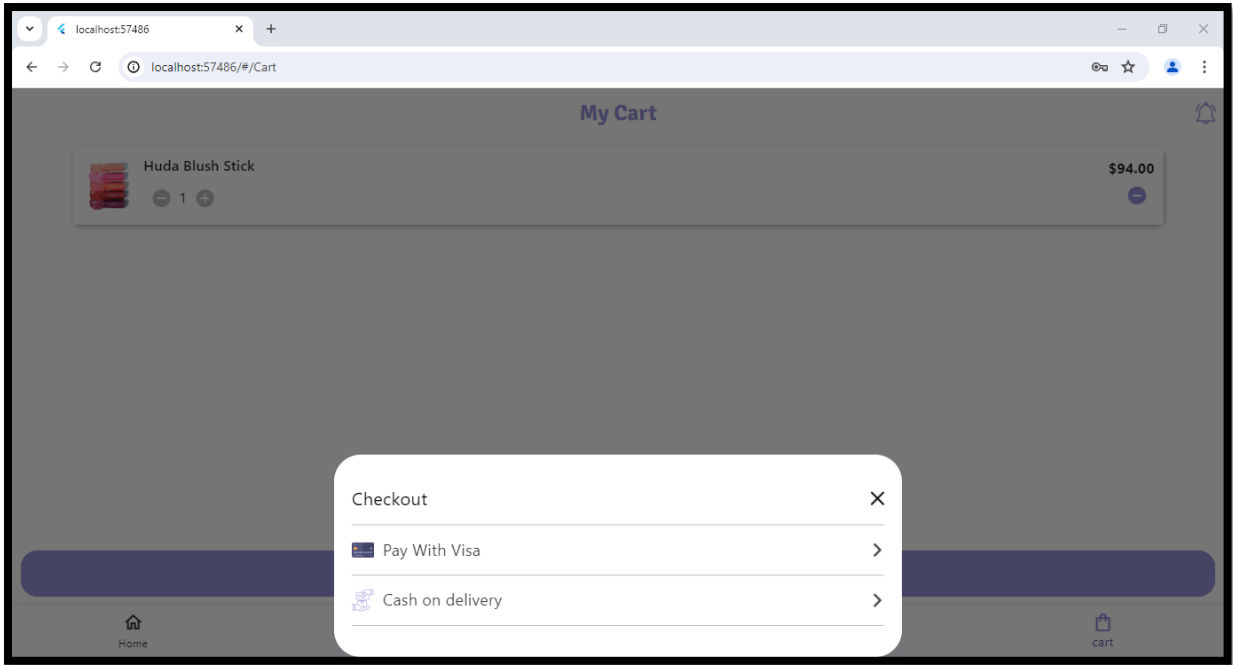 localhost:57486
localhost:57486/#/Cart
My Cart
Huda Blush Stick
$94.00
1
Checkout
Pay With Visa
Cash on delivery
Home
cart